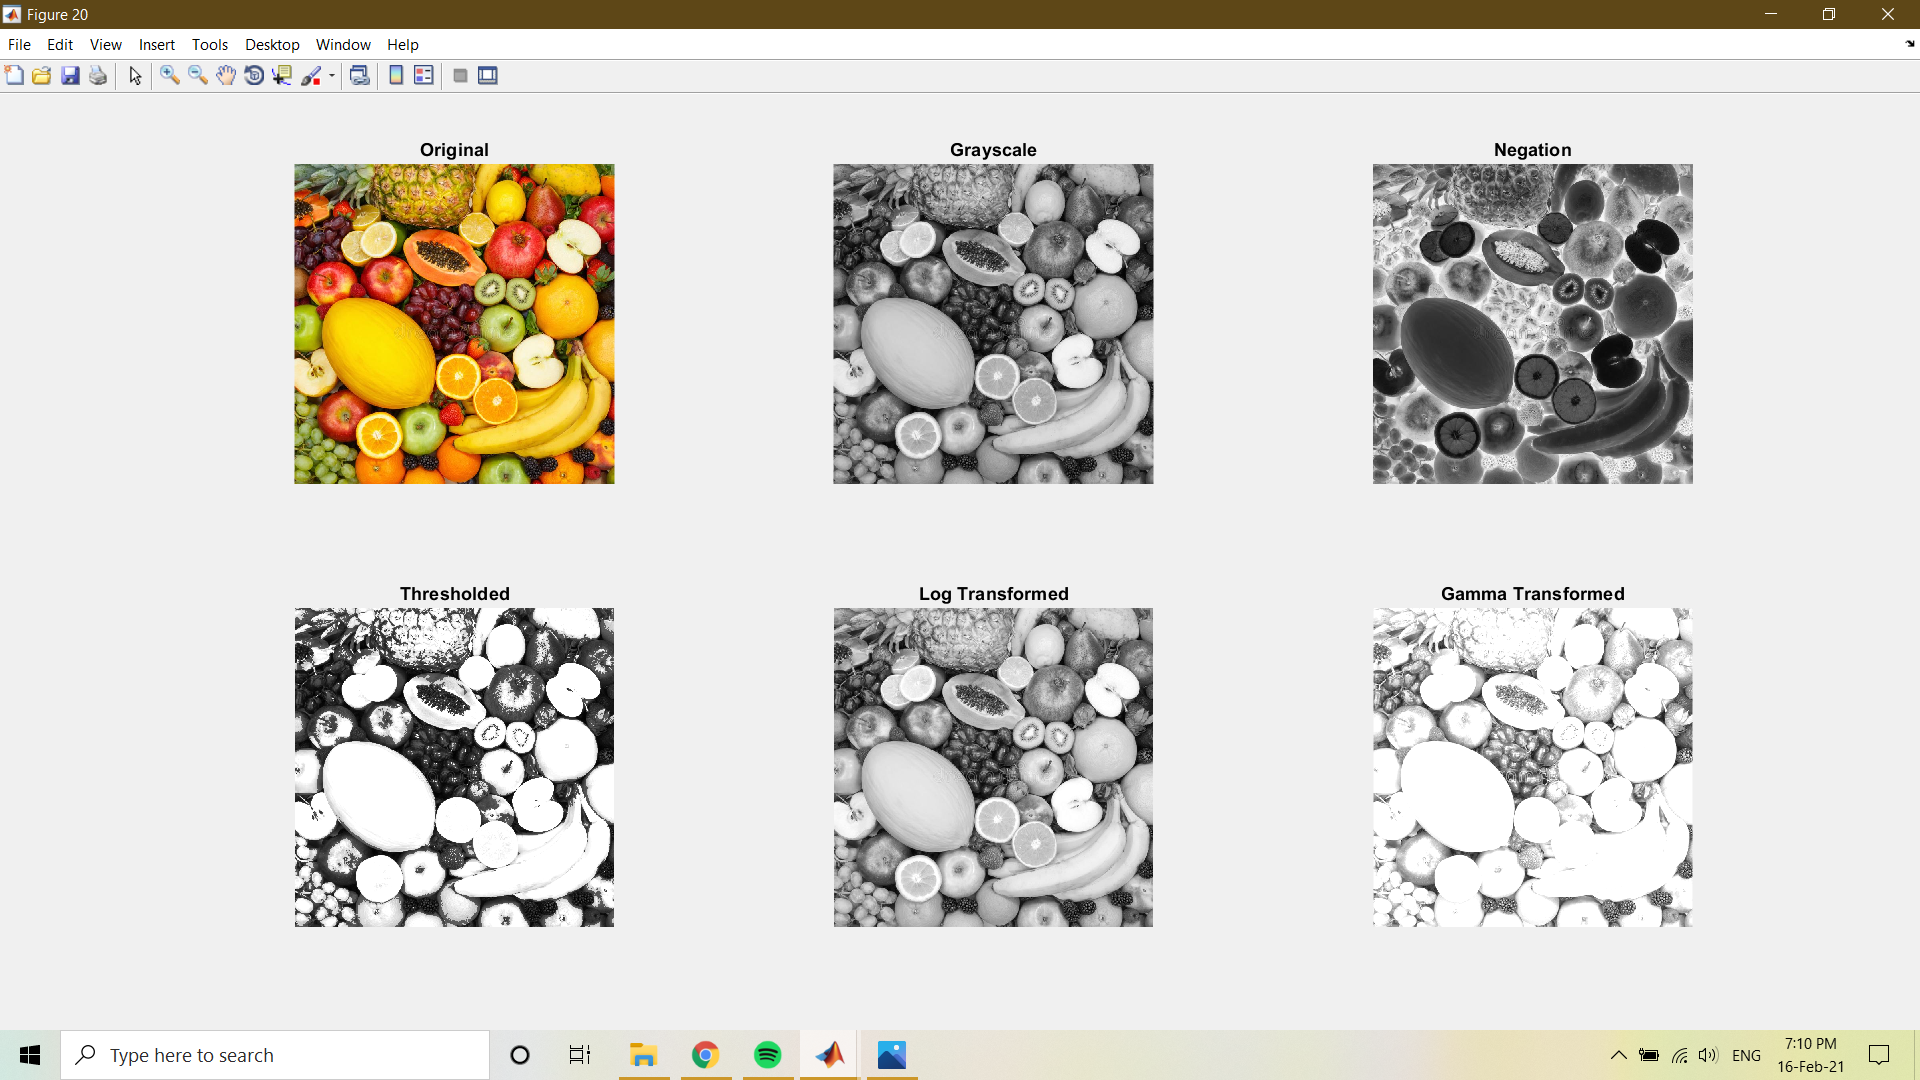 Figure 20
File Edit View Insert Tools Desktop Window Help
Original
Grayscale
Negation
Thresholded
Log Transformed
Gamma Transformed
Type here to search
ENG
7:10 PM
16-Feb-21